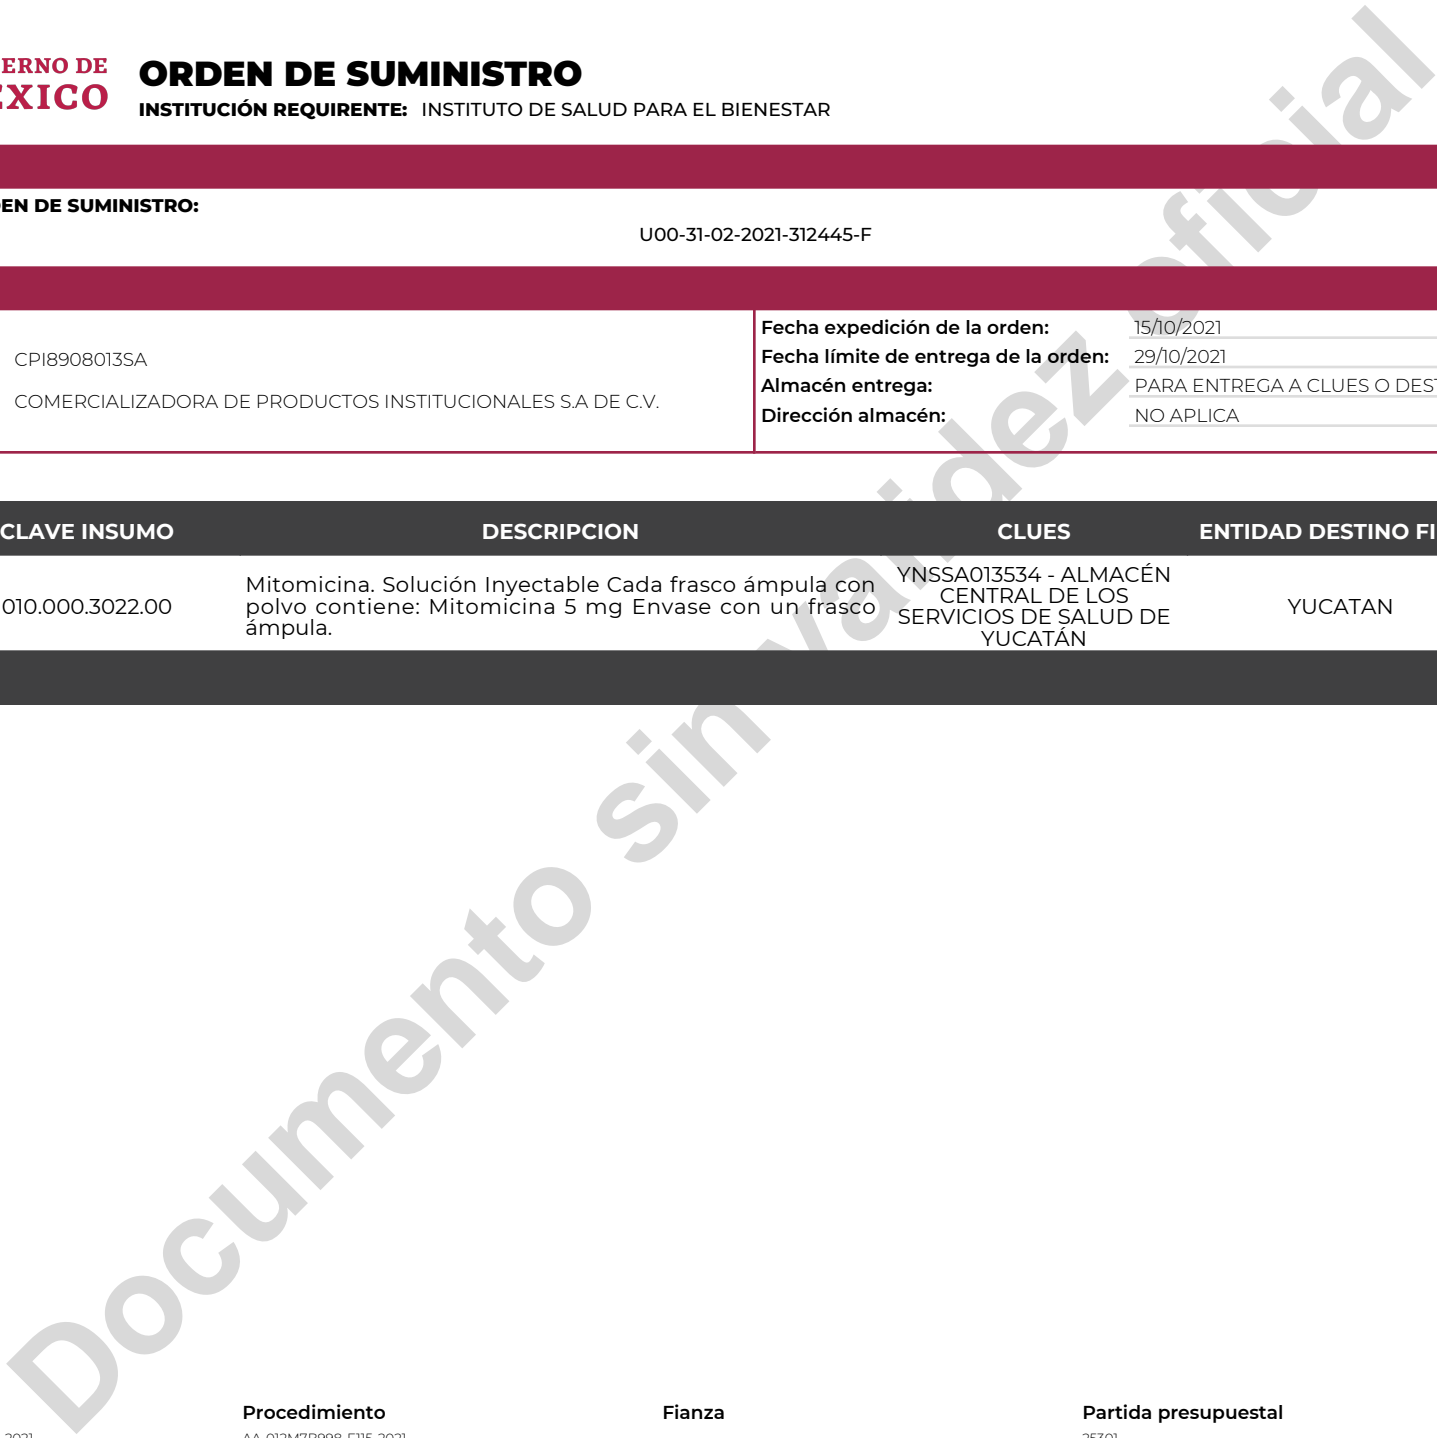 ERNO DE
ÉXICO
ORDEN DE SUMINISTRO
INSTITUCIÓN REQUIRENTE: INSTITUTO DE SALUD PARA EL BIENESTAR
EN DE SUMINISTRO:
U00-31-02-2021-312445-F
CPI8908013SA
COMERCIALIZADORA DE PRODUCTOS INSTITUCIONALES S.A DE C.V.
Fecha expedición de la orden: 15/10/2021
Fecha límite de entrega de la orden: 29/10/2021
Almacén entrega: PARA ENTREGA A CLUES O DEST
Dirección almacén: NO APLICA
CLAVE INSUMO DESCRIPCION CLUES ENTIDAD DESTINO FI
010.000.3022.00
Mitomicina. Solución Inyectable Cada frasco ámpula con
polvo contiene: Mitomicina 5 mg Envase con un frasco
ámpula.
YNSSA013534 - ALMACÉN
CENTRAL DE LOS
SERVICIOS DE SALUD DE
YUCATÁN
YUCATAN
Documento sin validez oficial
Procedimiento Fianza Partida presupuestal